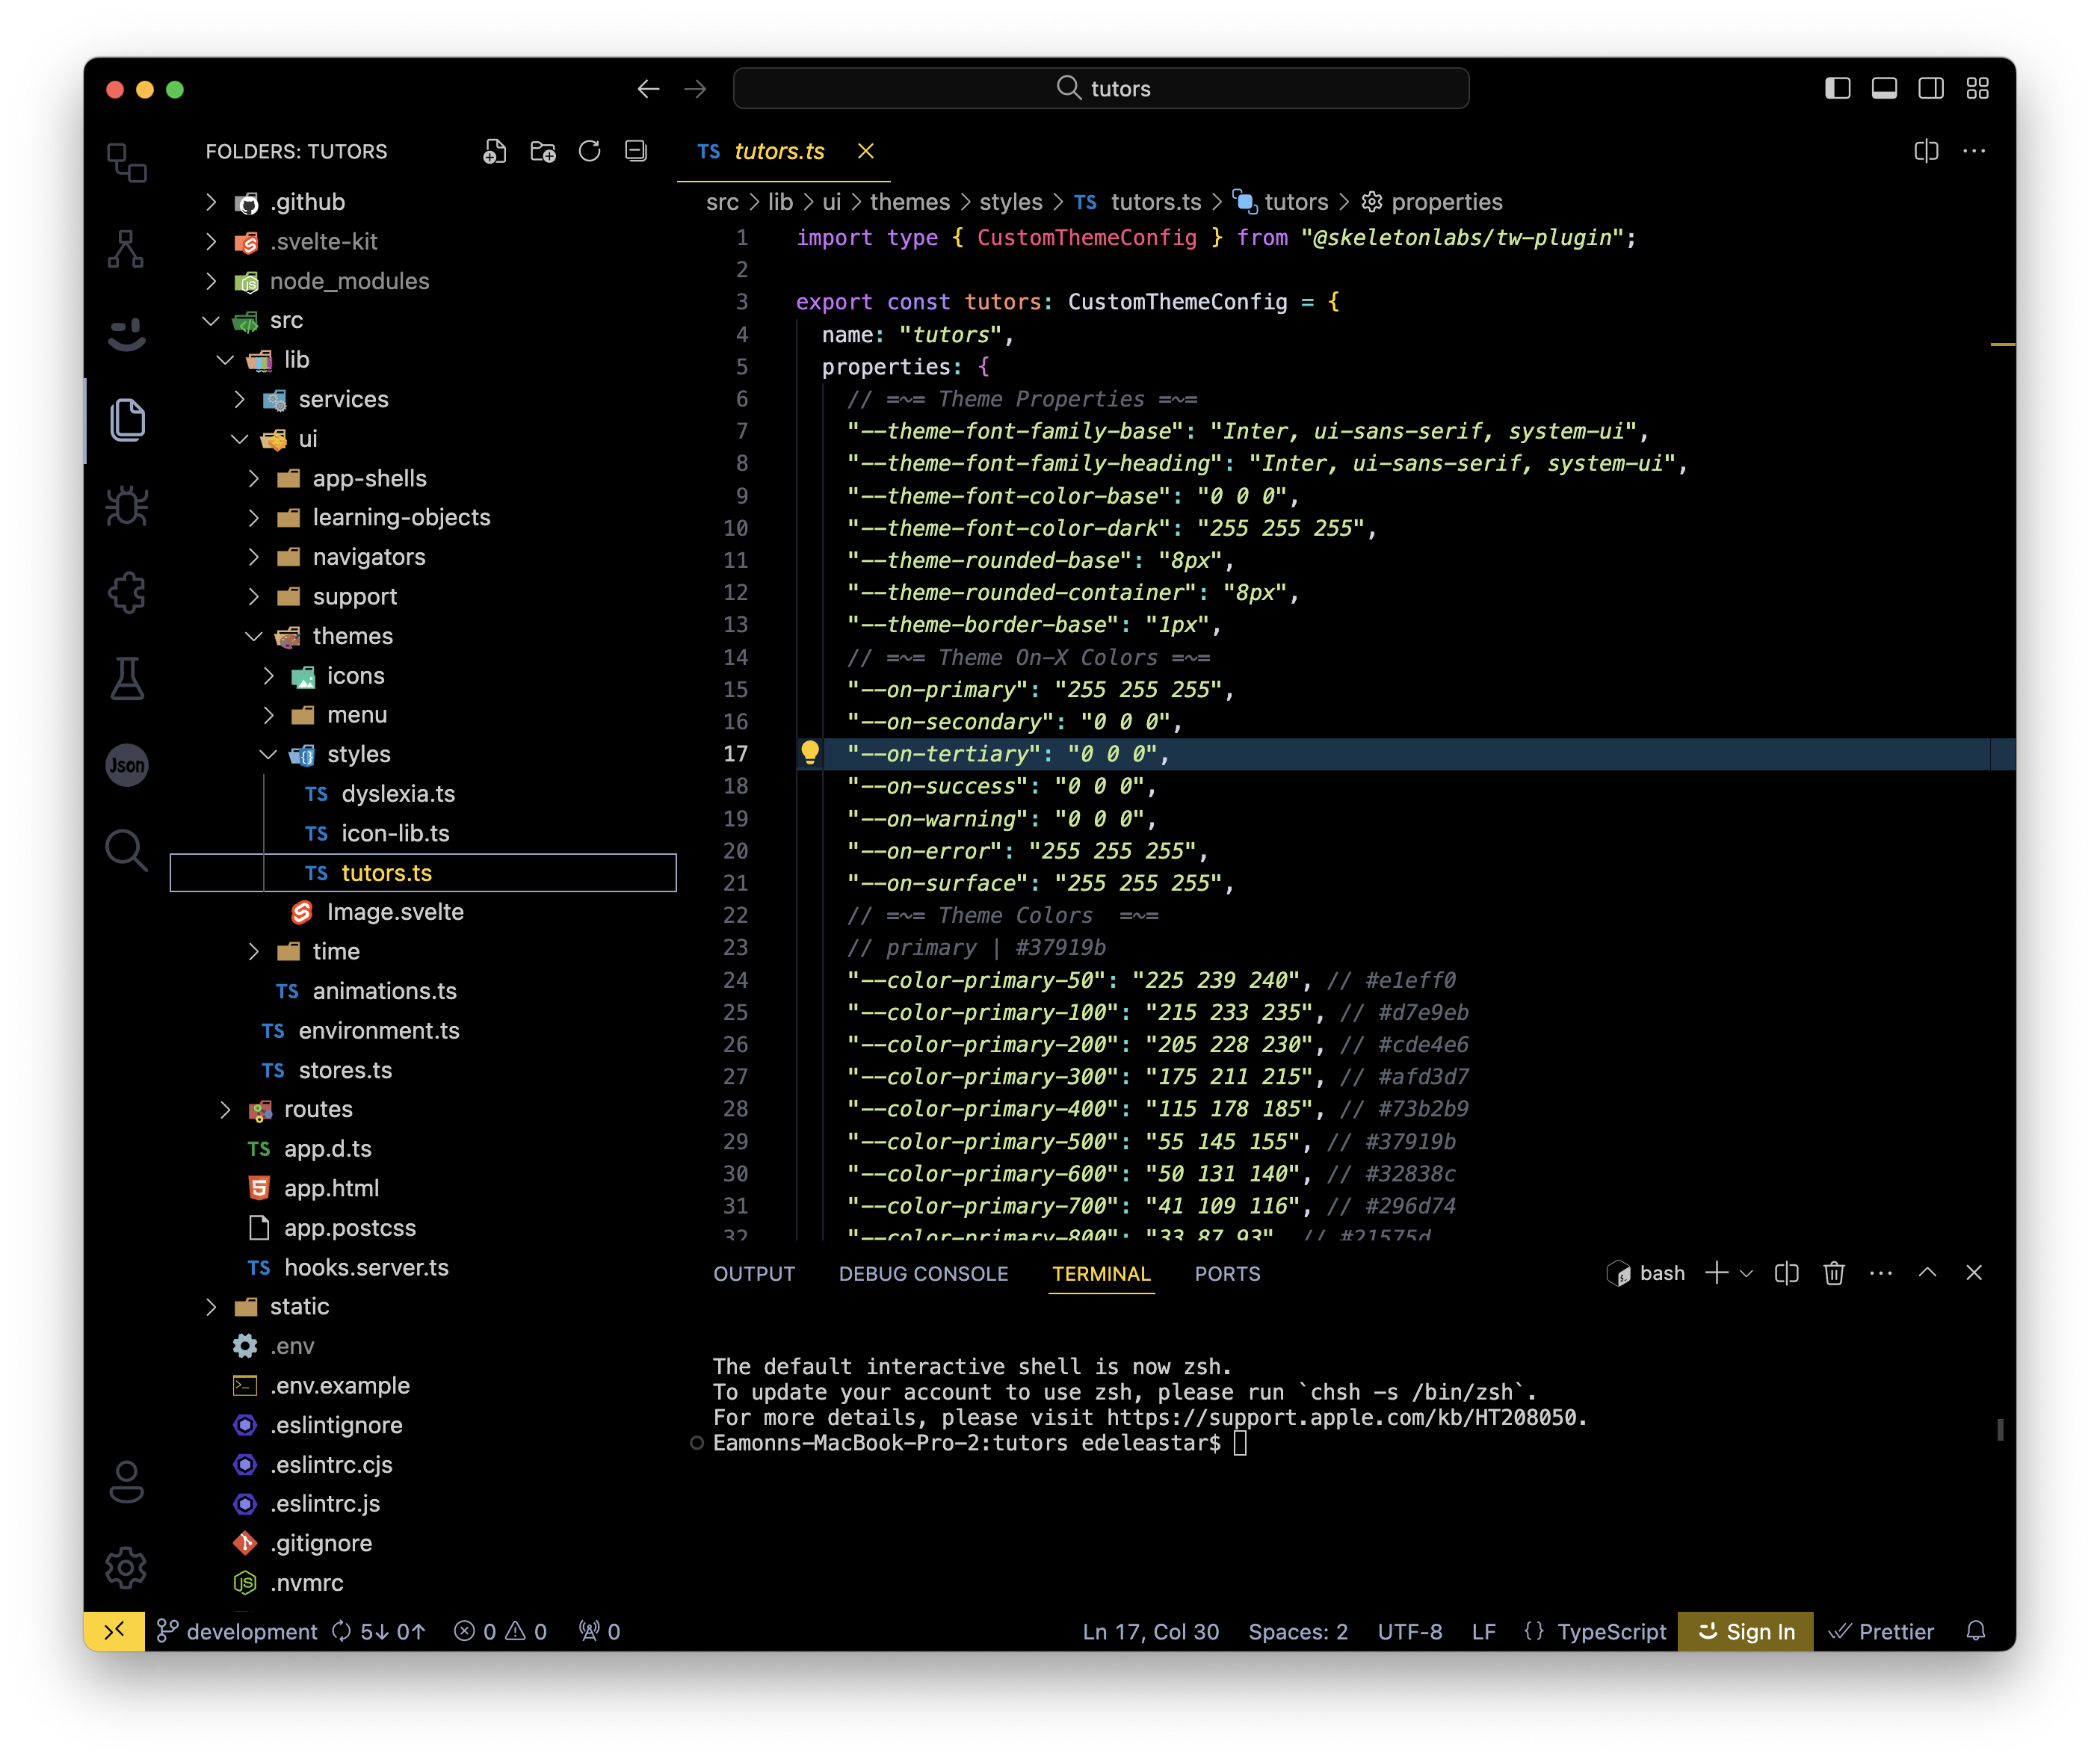 tutors
FOLDERS: TUTORS
.github
.svelte-kit
node_modules
src
lib
services
ui
app-shells
learning-objects
navigators
support
themes
icons
menu
styles
TS dyslexia.ts
TS icon-lib.ts
TS tutors.ts
Image.svelte
time
TS animations.ts
TS environment.ts
TS stores.ts
routes
TS app.d.ts
app.html
app.postcss
TS hooks.server.ts
static
.env
.env.example
.eslintignore
.eslintrc.cjs
.eslintrc.js
.gitignore
.nvmrc
Json
TS tutors.ts
src > lib > ui > themes > styles > TS tutors.ts > tutors > properties
1 import type { CustomThemeConfig } from "@skeletonlabs/tw-plugin";
2
3 export const tutors: CustomThemeConfig = {
4 name: "tutors",
5 properties: {
6 // =~= Theme Properties =~=
7 "--theme-font-family-base": "Inter, ui-sans-serif, system-ui",
8 "--theme-font-family-heading": "Inter, ui-sans-serif, system-ui",
9 "--theme-font-color-base": "0 0 0",
10 "--theme-font-color-dark": "255 255 255",
11 "--theme-rounded-base": "8px",
12 "--theme-rounded-container": "8px",
13 "--theme-border-base": "1px",
14 // =~= Theme On-X Colors =~=
15 "--on-primary": "255 255 255",
16 "--on-secondary": "0 0 0",
17 "--on-tertiary": "0 0 0",
18 "--on-success": "0 0 0",
19 "--on-warning": "0 0 0",
20 "--on-error": "255 255 255",
21 "--on-surface": "255 255 255",
22 // =~= Theme Colors  =~=
23 // primary | #37919b
24 "--color-primary-50": "225 239 240", // #e1eff0
25 "--color-primary-100": "215 233 235", // #d7e9eb
26 "--color-primary-200": "205 228 230", // #cde4e6
27 "--color-primary-300": "175 211 215", // #afd3d7
28 "--color-primary-400": "115 178 185", // #73b2b9
29 "--color-primary-500": "55 145 155", // #37919b
30 "--color-primary-600": "50 131 140", // #32838c
31 "--color-primary-700": "41 109 116", // #296d74
32 "--color-primary-800": "33 87 93", // #21575d
OUTPUT DEBUG CONSOLE TERMINAL PORTS bash
The default interactive shell is now zsh.
To update your account to use zsh, please run `chsh -s /bin/zsh`.
For more details, please visit https://support.apple.com/kb/HT208050.
Eamonns-MacBook-Pro-2:tutors edeleastar$
development 5↓ 0↑ 0 0 0 Ln 17, Col 30 Spaces: 2 UTF-8 LF {} TypeScript Sign In Prettier